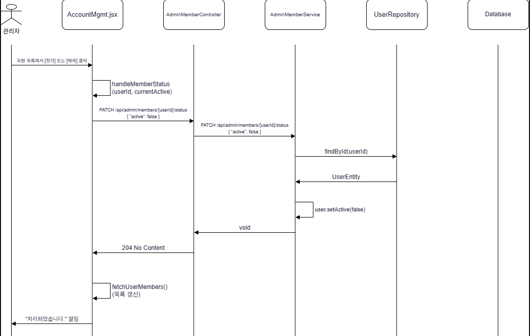 관리자
AccountMgmt.jsx
AdminMemberController
AdminMemberService
UserRepository
Database
회원 목록에서 [정지] 또는 [해제] 클릭
handleMemberStatus
(userId, currentActive)
PATCH /api/admin/members/{userId}/status
{ "active": false }
PATCH /api/admin/members/{userId}/status
{ "active": false }
findById(userId)
UserEntity
user.setActive(false)
void
204 No Content
fetchUserMembers()
(목록 갱신)
"처리되었습니다." 알림